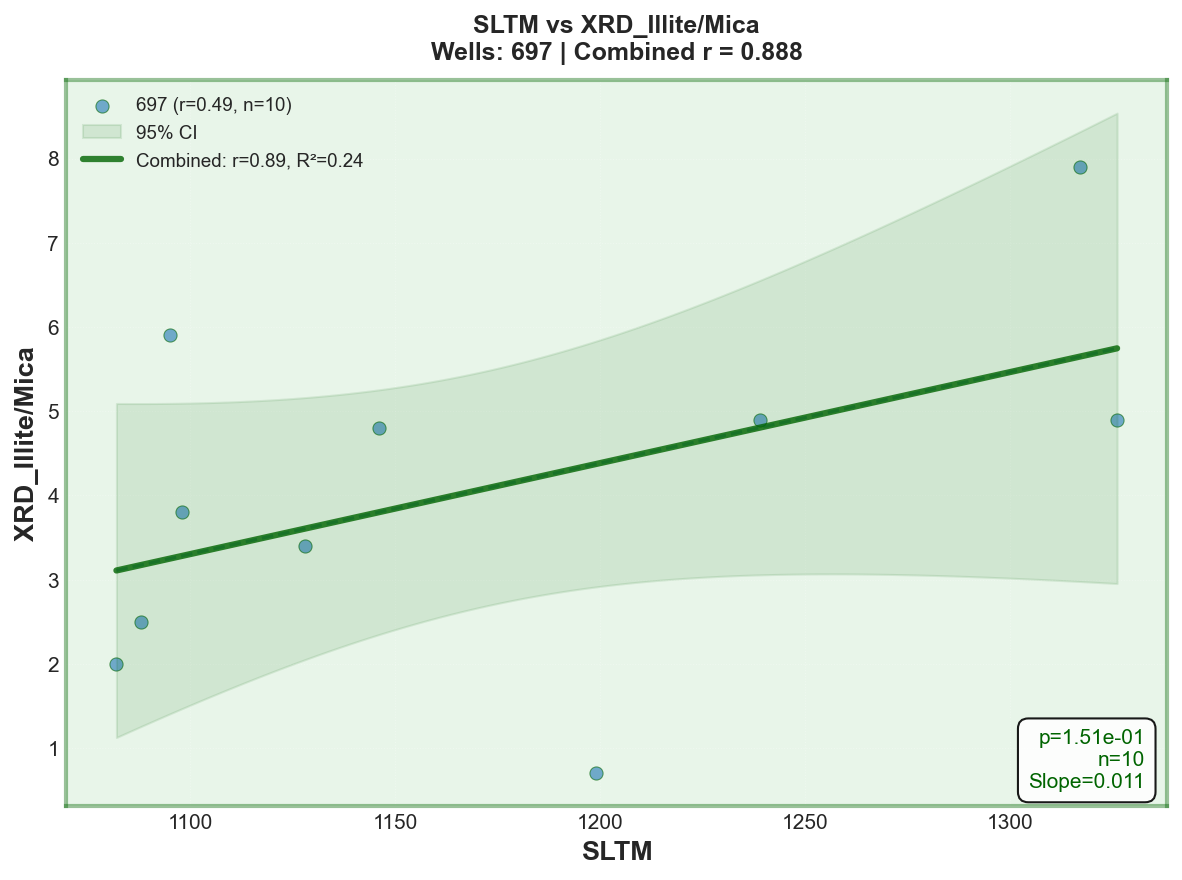 SLTM vs XRD_Illite/Mica
Wells: 697 | Combined r = 0.888
697 (r=0.49, n=10)
95% CI
Combined: r=0.89, R²=0.24
8
7
6
5
4
3
2
1
XRD_Illite/Mica
p=1.51e-01
n=10
Slope=0.011
1100 1150 1200 1250 1300
SLTM